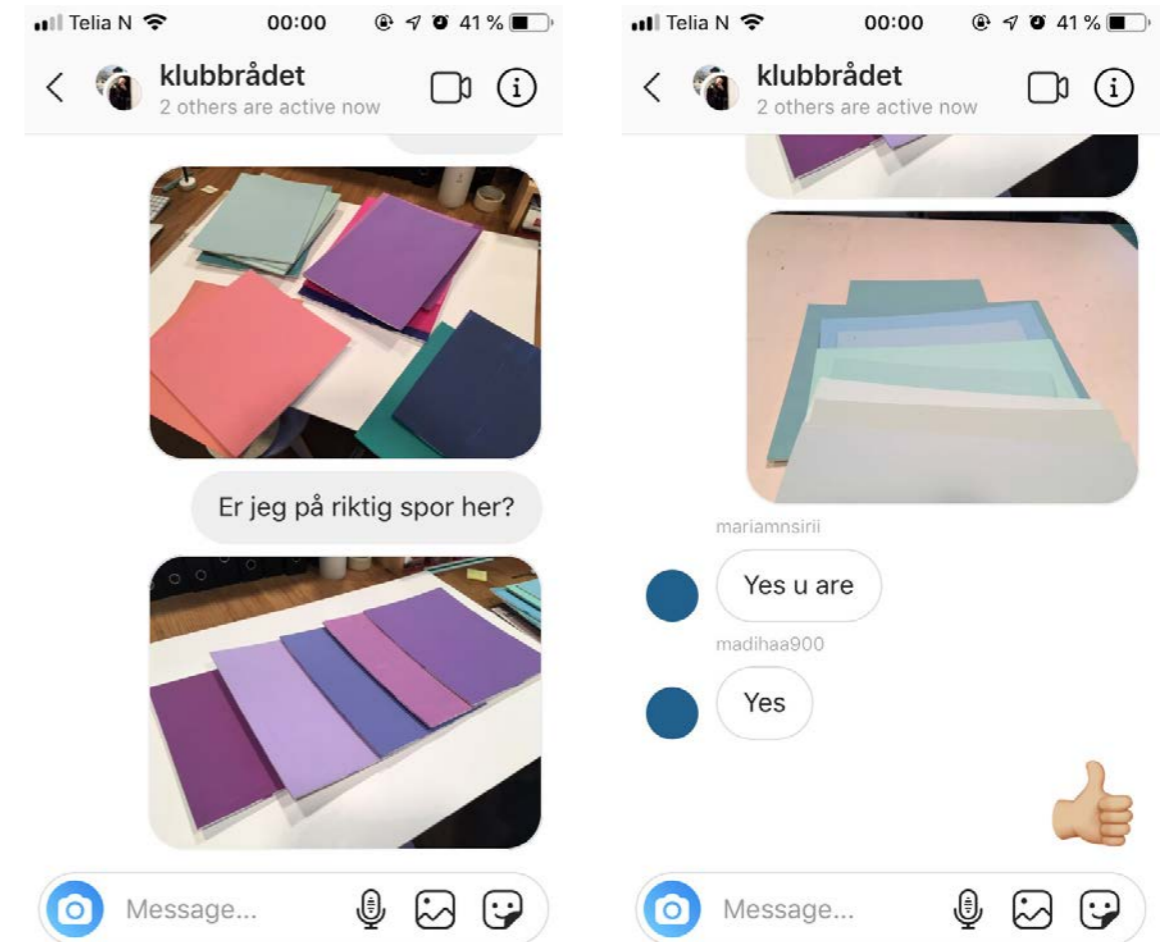 Telia N 00:00 41 %
klubbrådet
2 others are active now
Er jeg på riktig spor her?
Message...
Telia N 00:00 41 %
klubbrådet
2 others are active now
mariamnsirii
Yes u are
madihaa900
Yes
Message...